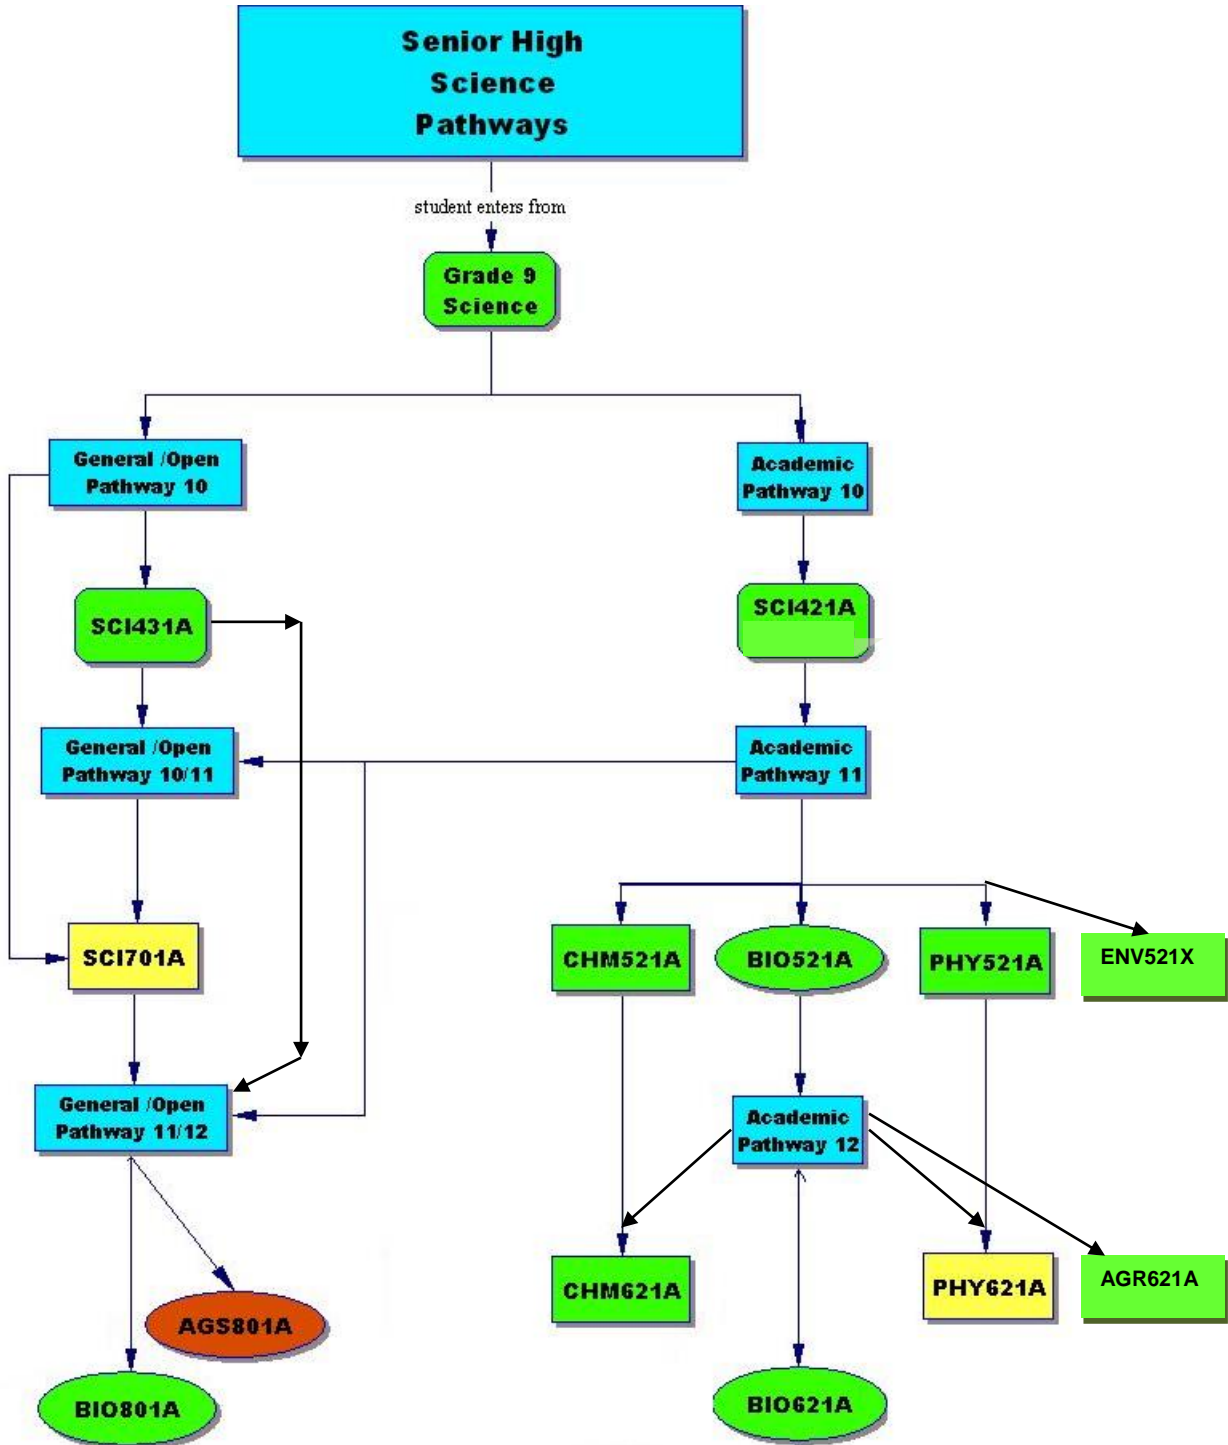 Senior High
Science
Pathways
student enters from
Grade 9
Science
General /Open
Pathway 10
Academic
Pathway 10
SCI431A
SCI421A
General /Open
Pathway 10/11
Academic
Pathway 11
SCI701A
CHM521A
BIO521A
PHY521A
ENV521X
General /Open
Pathway 11/12
Academic
Pathway 12
CHM621A
PHY621A
AGR621A
AGS801A
BIO801A
BIO621A